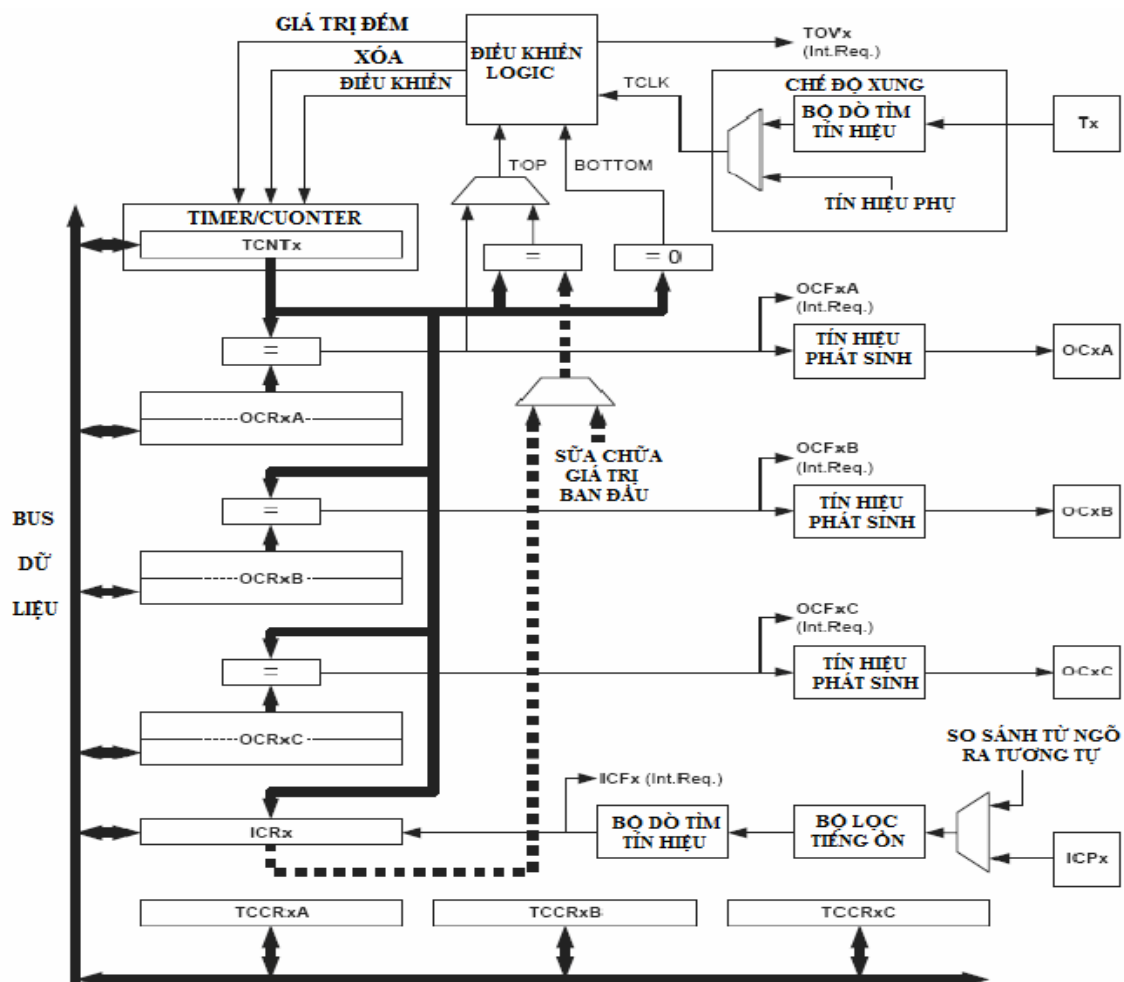 GIÁ TRỊ ĐẾM
XÓA
ĐIỀU KHIỂN
ĐIỀU KHIỂN
LOGIC
TOVx
(Int.Req.)
TCLK
CHẾ ĐỘ XUNG
BỘ DÒ TÌM
TÍN HIỆU
Tx
TÍN HIỆU PHỤ
TOP
BOTTOM
TIMER/CUONTER
TCNTx
=
= 0
OCFxA
(Int.Req.)
=
TÍN HIỆU
PHÁT SINH
OCxA
OCRxA
SỮA CHỮA
GIÁ TRỊ
BAN ĐẦU
OCFxB
(Int.Req.)
=
TÍN HIỆU
PHÁT SINH
OCxB
BUS
DỮ
LIỆU
OCRxB
OCFxC
(Int.Req.)
=
TÍN HIỆU
PHÁT SINH
OCxC
OCRxC
SO SÁNH TỪ NGÕ
RA TƯƠNG TỰ
ICFx (Int.Req.)
ICRx
BỘ DÒ TÌM
TÍN HIỆU
BỘ LỌC
TIẾNG ỒN
ICPx
TCCRxA
TCCRxB
TCCRxC